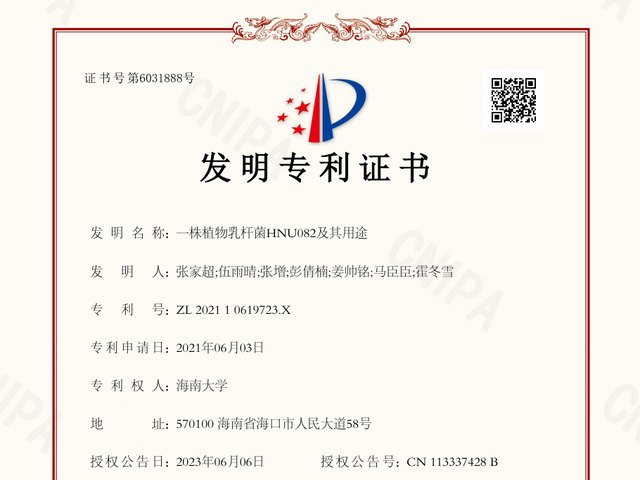 证书号第6031888号
发明专利证书
发明名称：一株植物乳杆菌HNU082及其用途
发明人：张家超;伍雨晴;张增;彭倩楠;姜帅铭;马臣臣;霍冬雪
专利号：ZL 2021 1 0619723.X
专利申请日：2021年06月03日
专利权人：海南大学
地址：570100 海南省海口市人民大道58号
授权公告日：2023年06月06日 授权公告号：CN 113337428 B
CNIPA
CNIPA
CNIPA